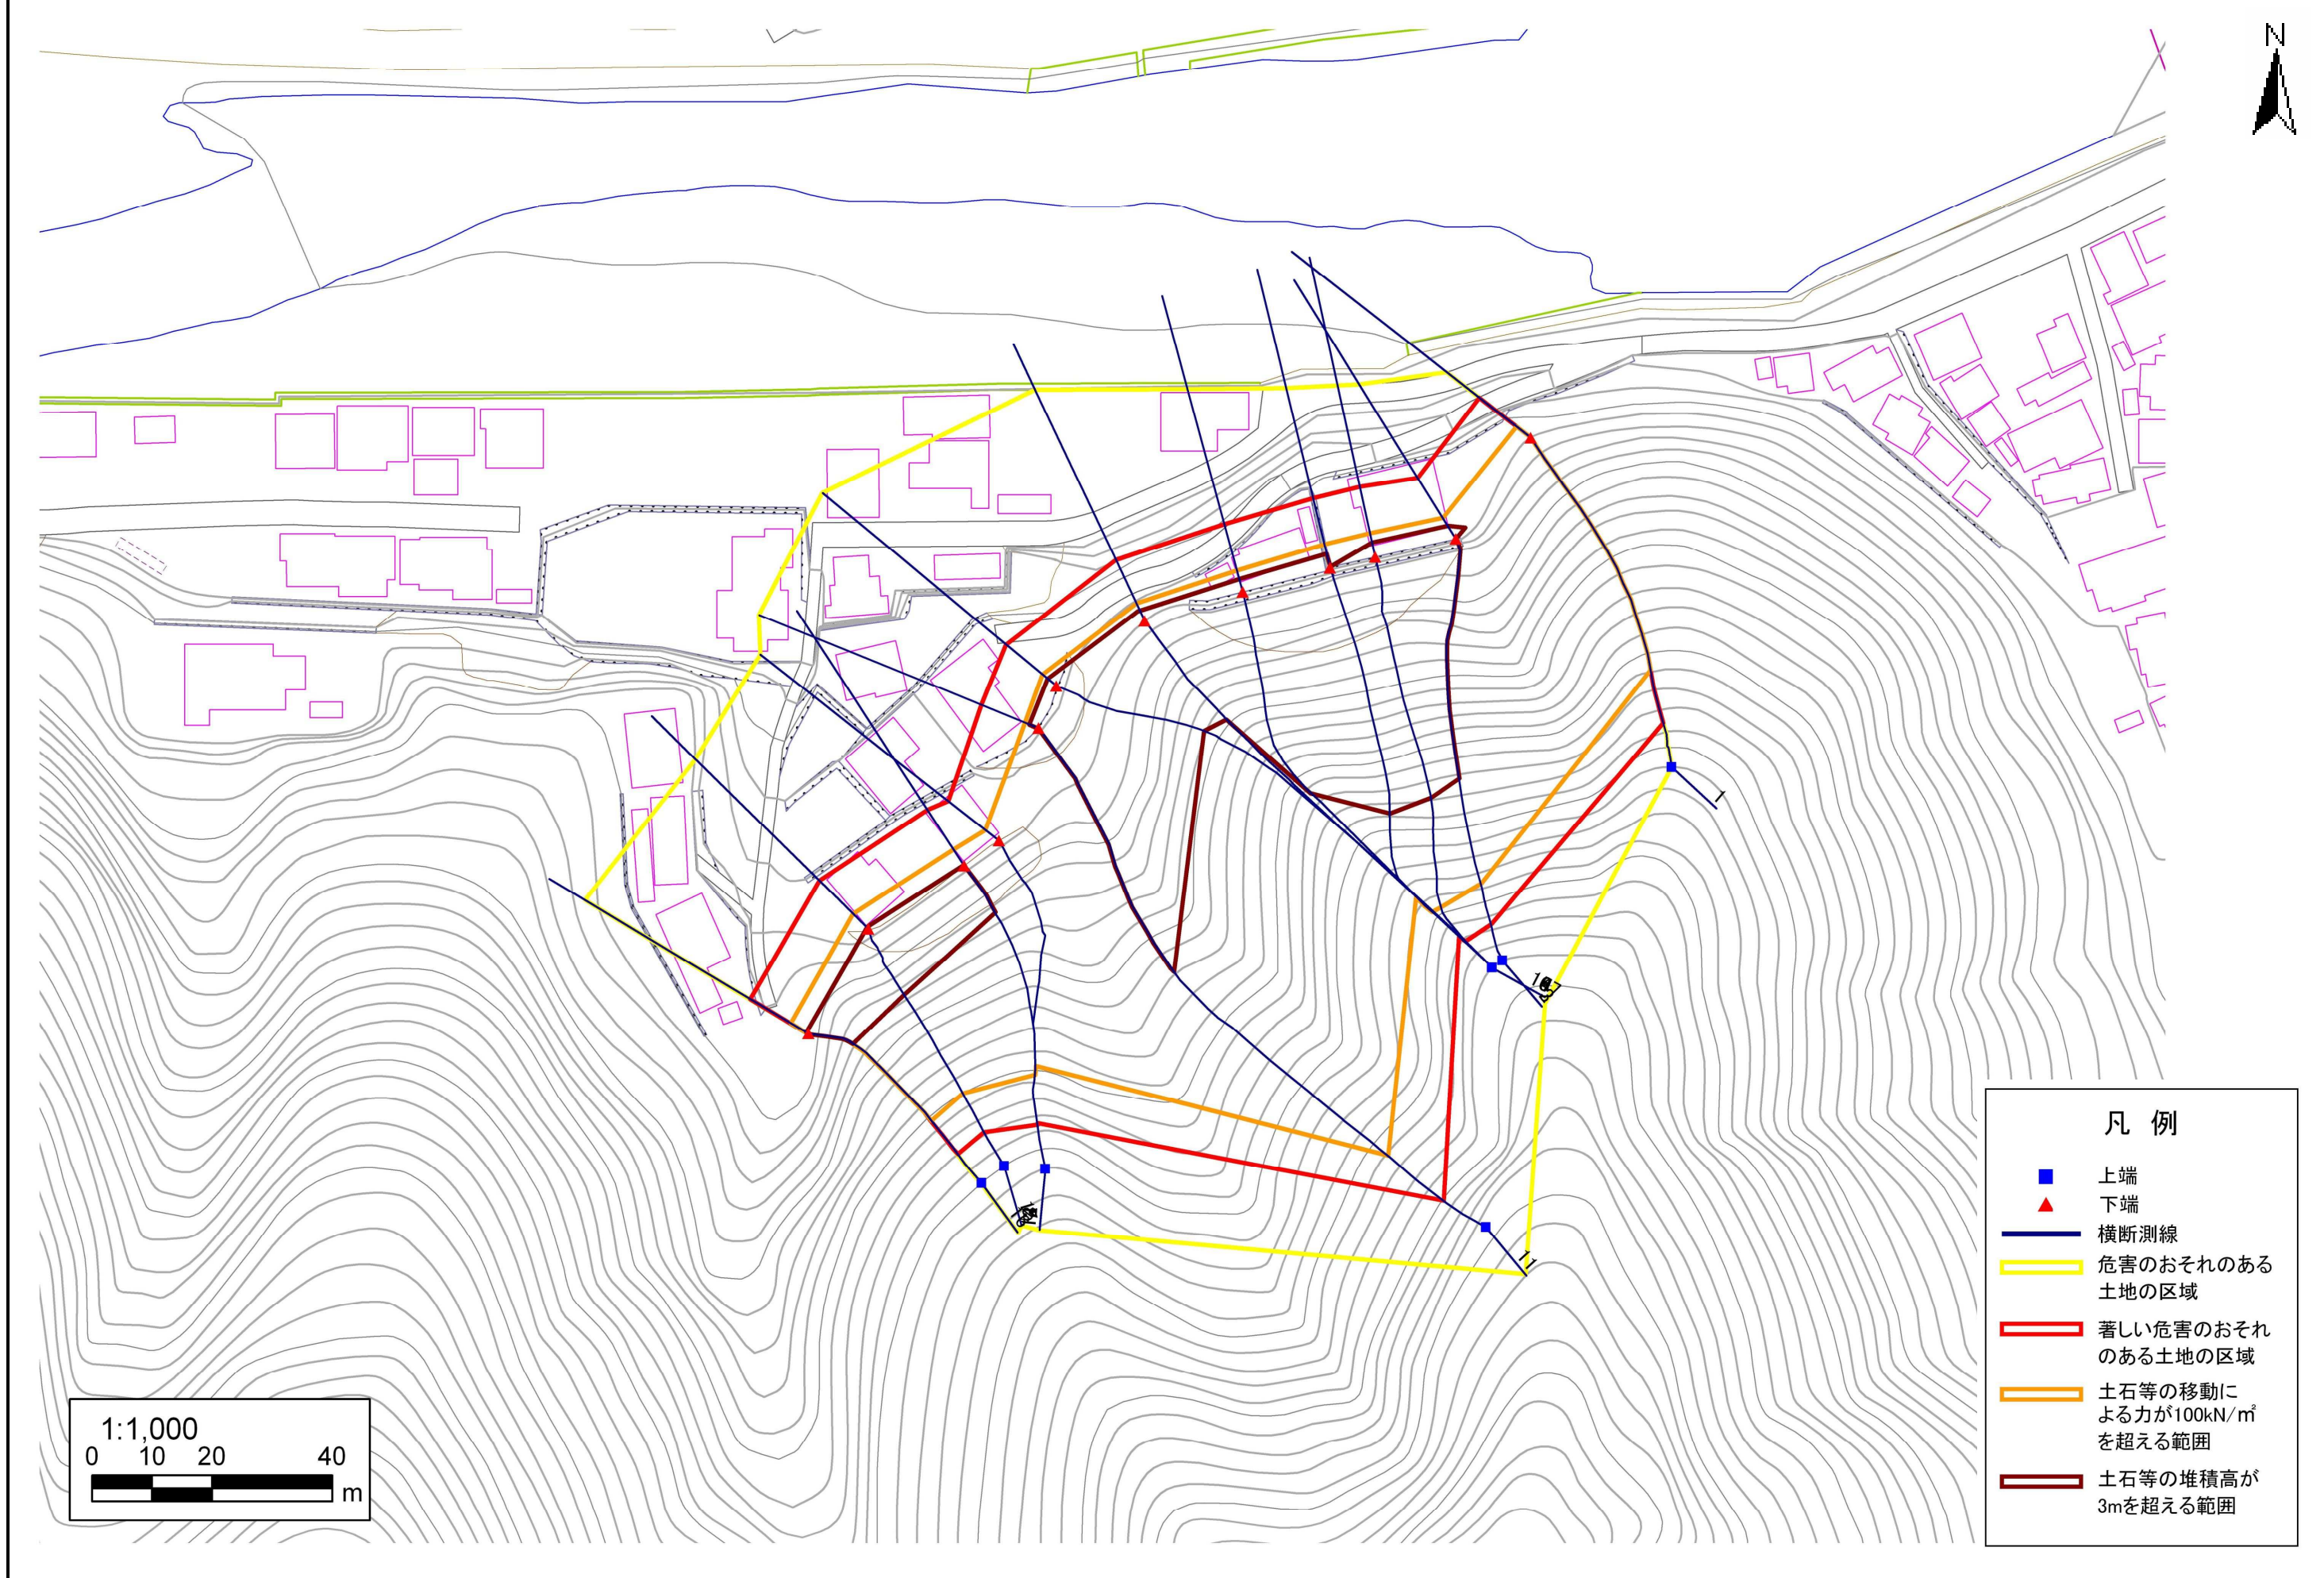 N
1
11
凡 例
上端
下端
横断測線
危害のおそれのある
土地の区域
著しい危害のおそれ
のある土地の区域
土石等の移動に
よる力が100kN/㎡
を超える範囲
土石等の堆積高が
3mを超える範囲
1:1,000
0 10 20 40
m